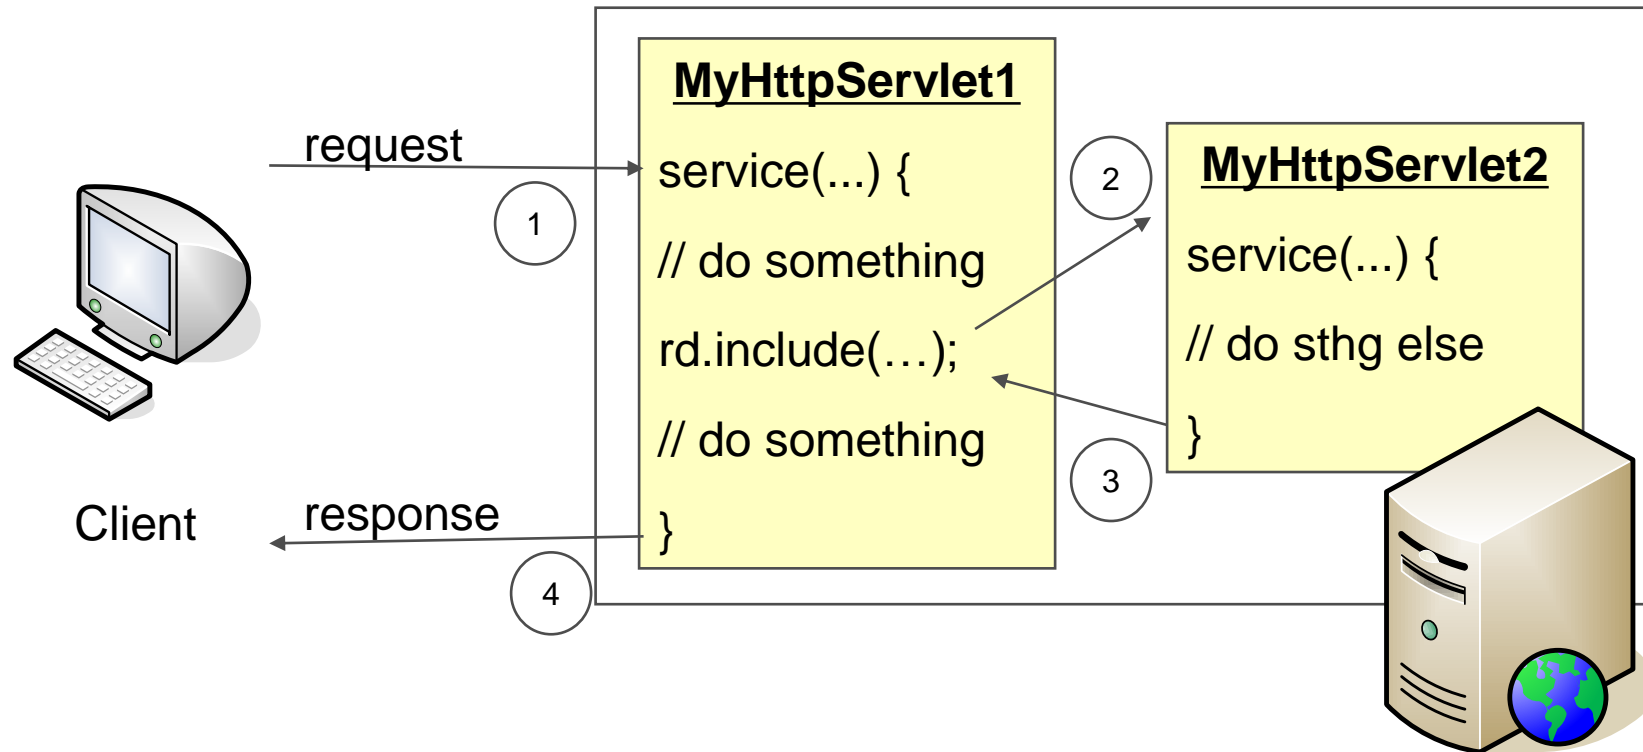 MyHttpServlet1
request
service(...) {
1
// do something
rd.include(…);
// do something
}
2
MyHttpServlet2
service(...) {
// do sthg else
}
3
Client
response
4